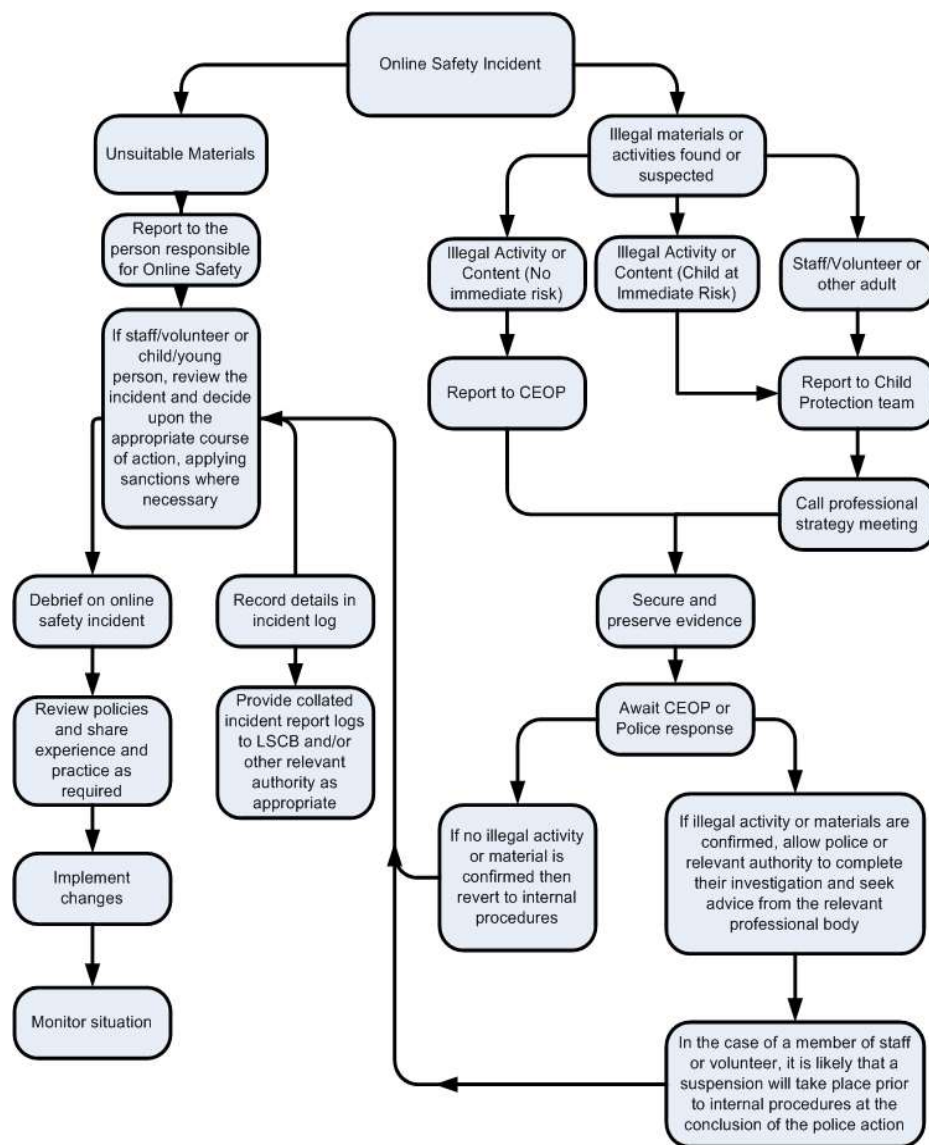 Online Safety Incident
Unsuitable Materials
Report to the
person responsible
for Online Safety
If staff/volunteer or
child/young
person, review the
incident and decide
upon the
appropriate course
of action, applying
sanctions where
necessary
Debrief on online
safety incident
Review policies
and share
experience and
practice as
required
Implement
changes
Monitor situation
Record details in
incident log
Provide collated
incident report logs
to LSCB and/or
other relevant
authority as
appropriate
Illegal materials or
activities found or
suspected
Illegal Activity or
Content (No
immediate risk)
Illegal Activity or
Content (Child at
Immediate Risk)
Staff/Volunteer or
other adult
Report to CEOP
Report to Child
Protection team
Call professional
strategy meeting
Secure and
preserve evidence
Await CEOP or
Police response
If no illegal activity
or material is
confirmed then
revert to internal
procedures
If illegal activity or materials are
confirmed, allow police or
relevant authority to complete
their investigation and seek
advice from the relevant
professional body
In the case of a member of staff
or volunteer, it is likely that a
suspension will take place prior
to internal procedures at the
conclusion of the police action